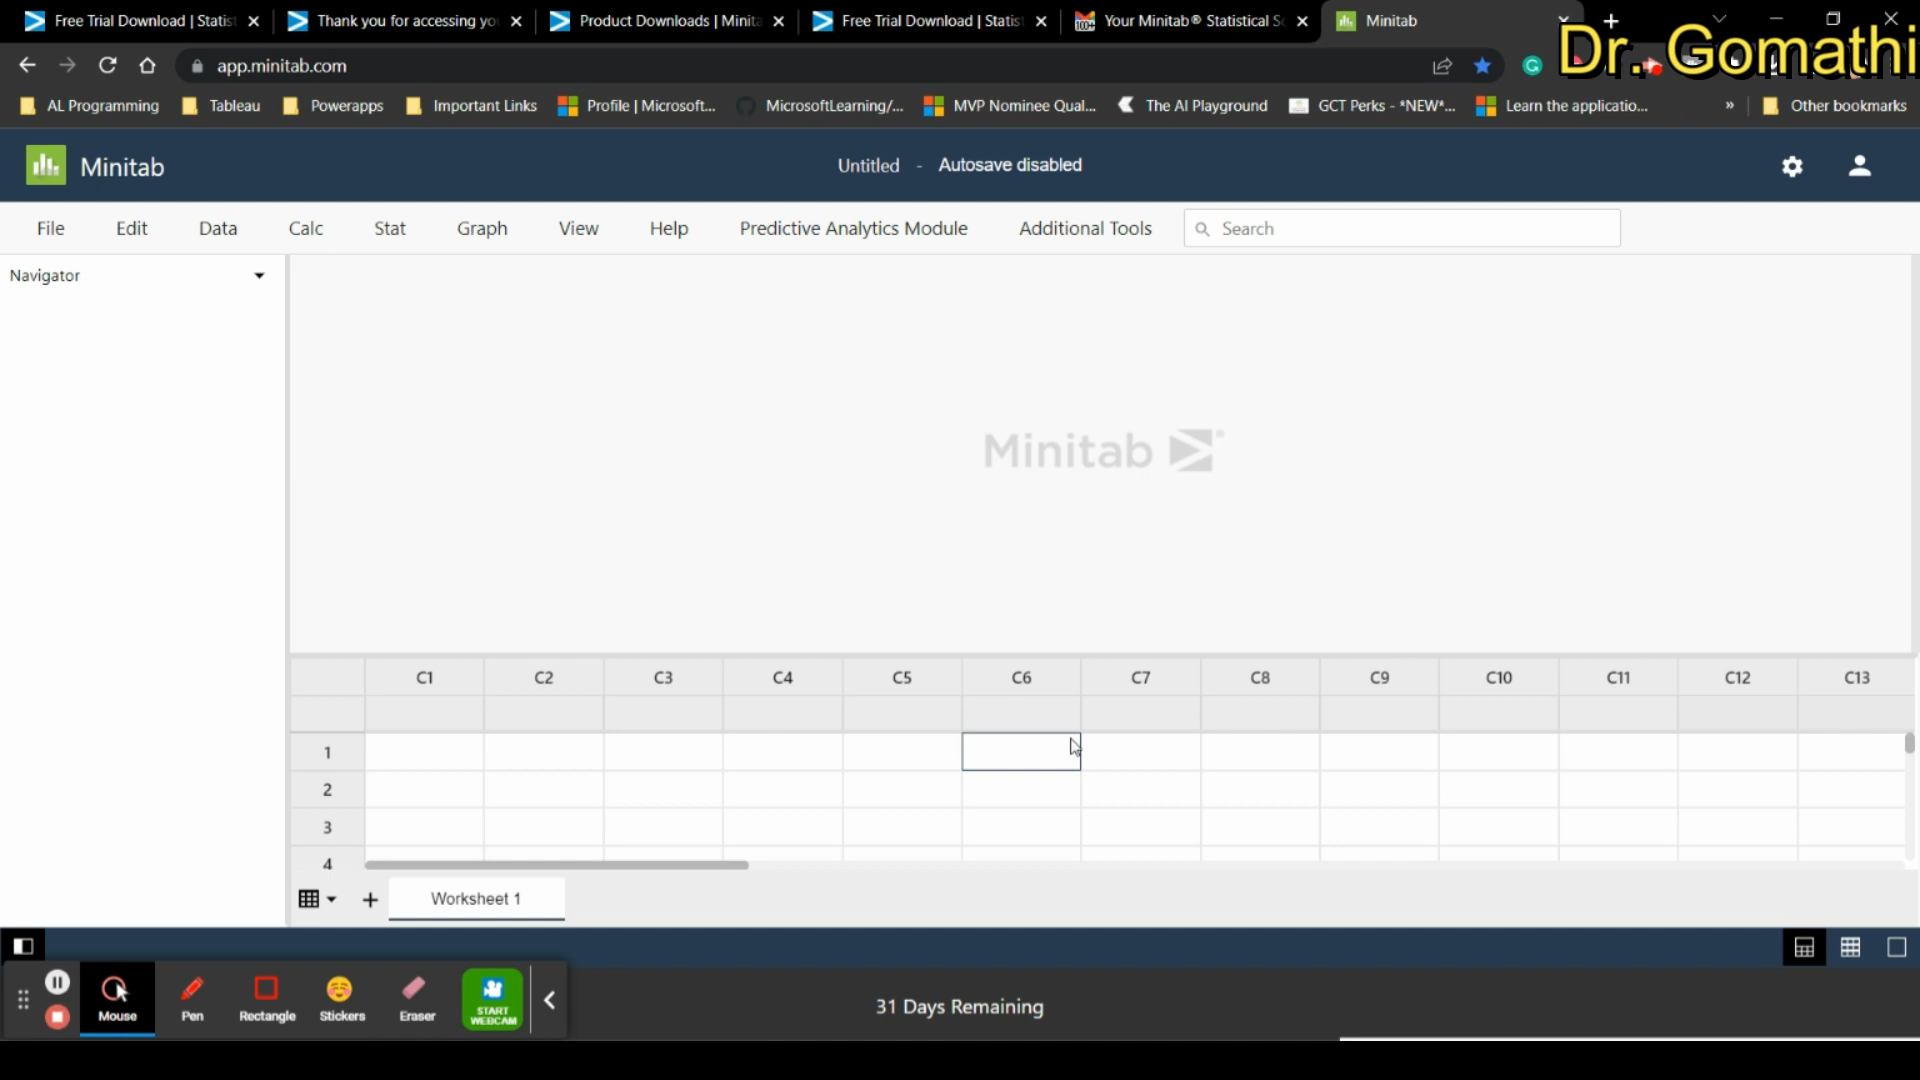 Free Trial Download | Statist
Thank you for accessing yo
Product Downloads | Minita
Free Trial Download | Statist
Your Minitab® Statistical So
Minitab
Dr. Gomathi
app.minitab.com
AL Programming
Tableau
Powerapps
Important Links
Profile | Microsoft...
MicrosoftLearning/...
MVP Nominee Qual...
The AI Playground
GCT Perks - *NEW*...
Learn the applicatio...
»
Other bookmarks
Minitab
Untitled - Autosave disabled
File Edit Data Calc Stat Graph View Help Predictive Analytics Module Additional Tools Search
Navigator
Minitab
C1 C2 C3 C4 C5 C6 C7 C8 C9 C10 C11 C12 C13
1
2
3
4
Worksheet 1
Mouse Pen Rectangle Stickers Eraser START WEBCAM
31 Days Remaining